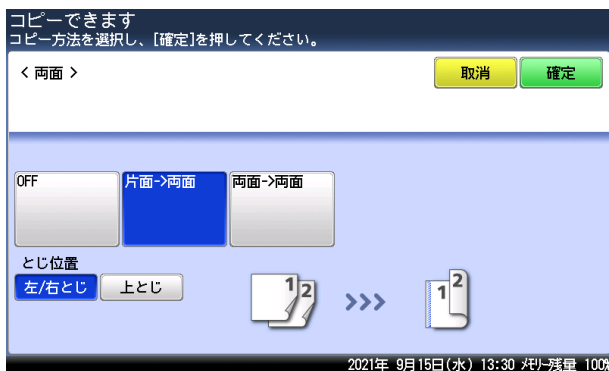 コピーできます
コピー方法を選択し、[確定]を押してください。
< 両面 >
取消
確定
OFF
片面->両面
両面->両面
とじ位置
左/右とじ
上とじ
1 2
>>>
1 2
2021年 9月15日(水) 13:30 メモリー残量 100%